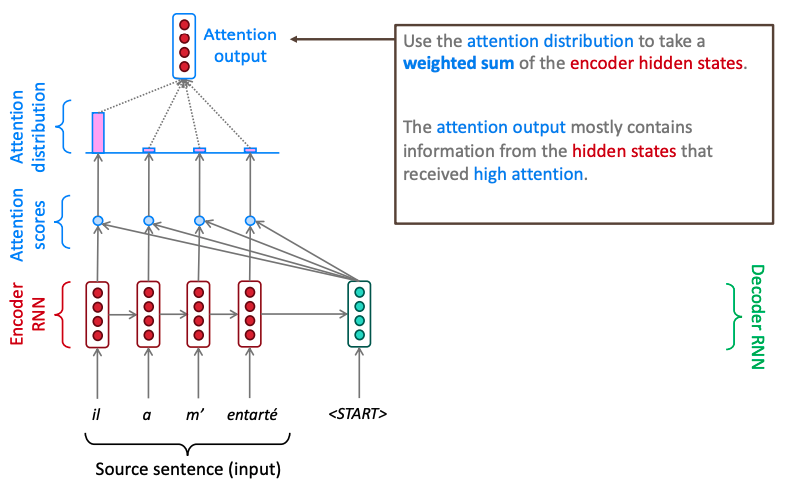 Attention
output
Use the attention distribution to take a
weighted sum of the encoder hidden states.
The attention output mostly contains
information from the hidden states that
received high attention.
Attention
distribution
Attention
scores
Encoder
RNN
Decoder RNN
il
a
m’
entarté
<START>
Source sentence (input)